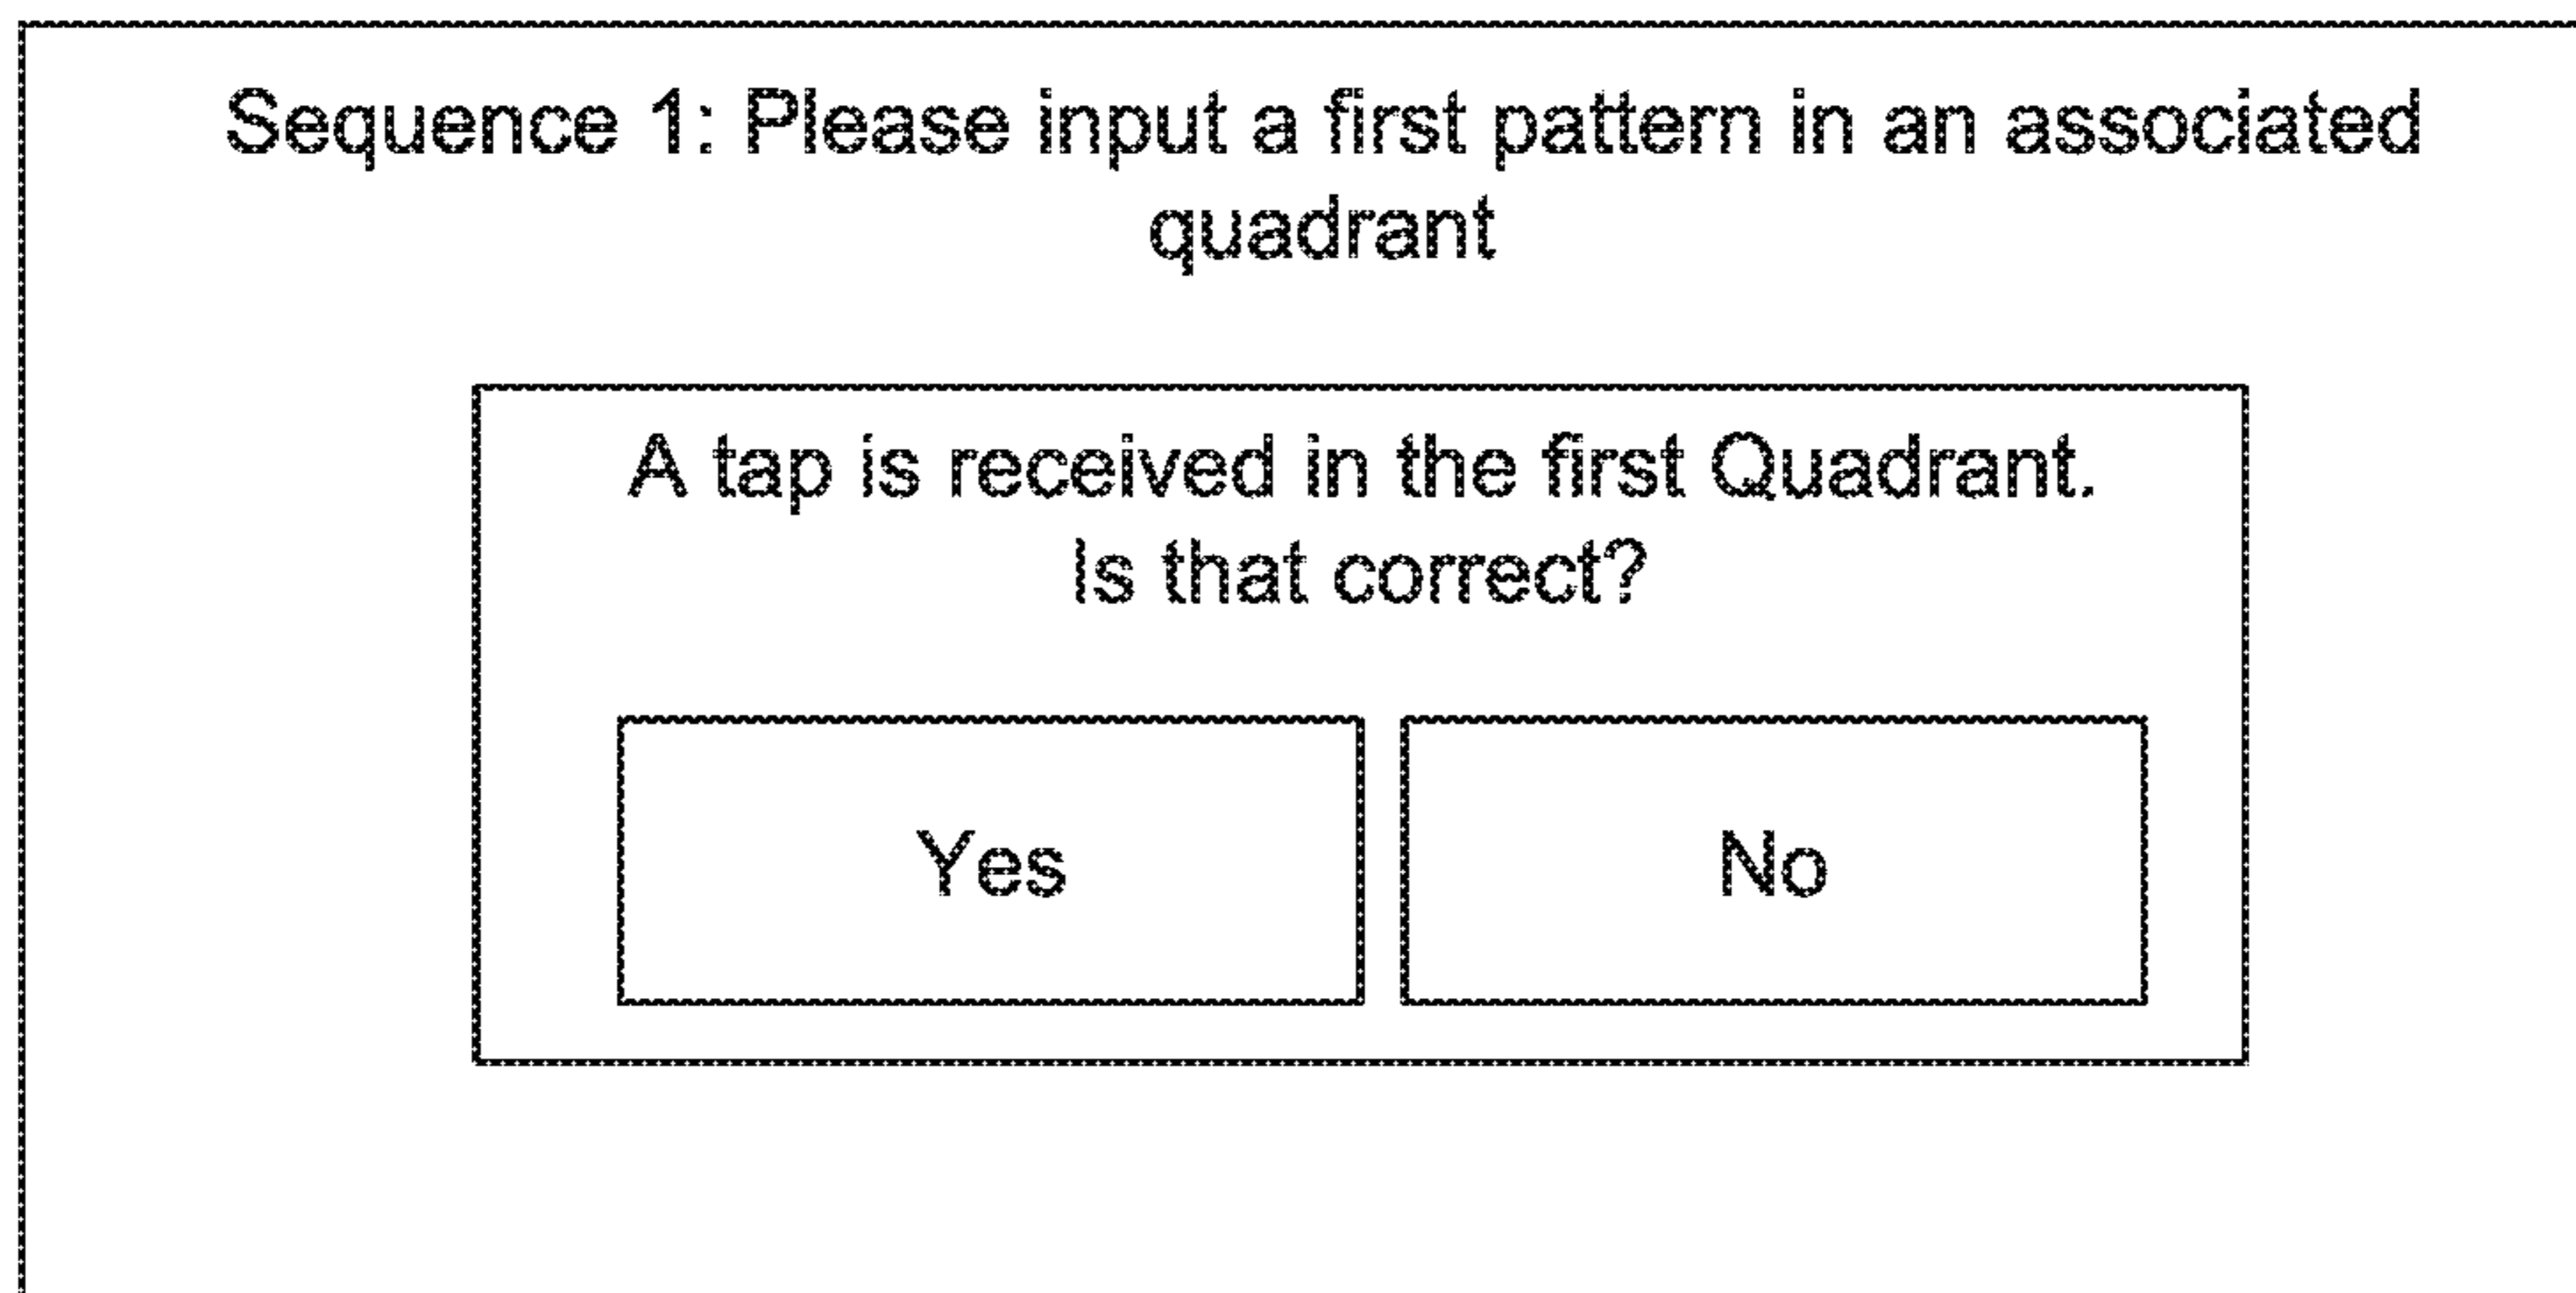 Sequence 1: Please input a first pattern in an associated
quadrant
A tap is received in the first Quadrant.
Is that correct?
Yes
No